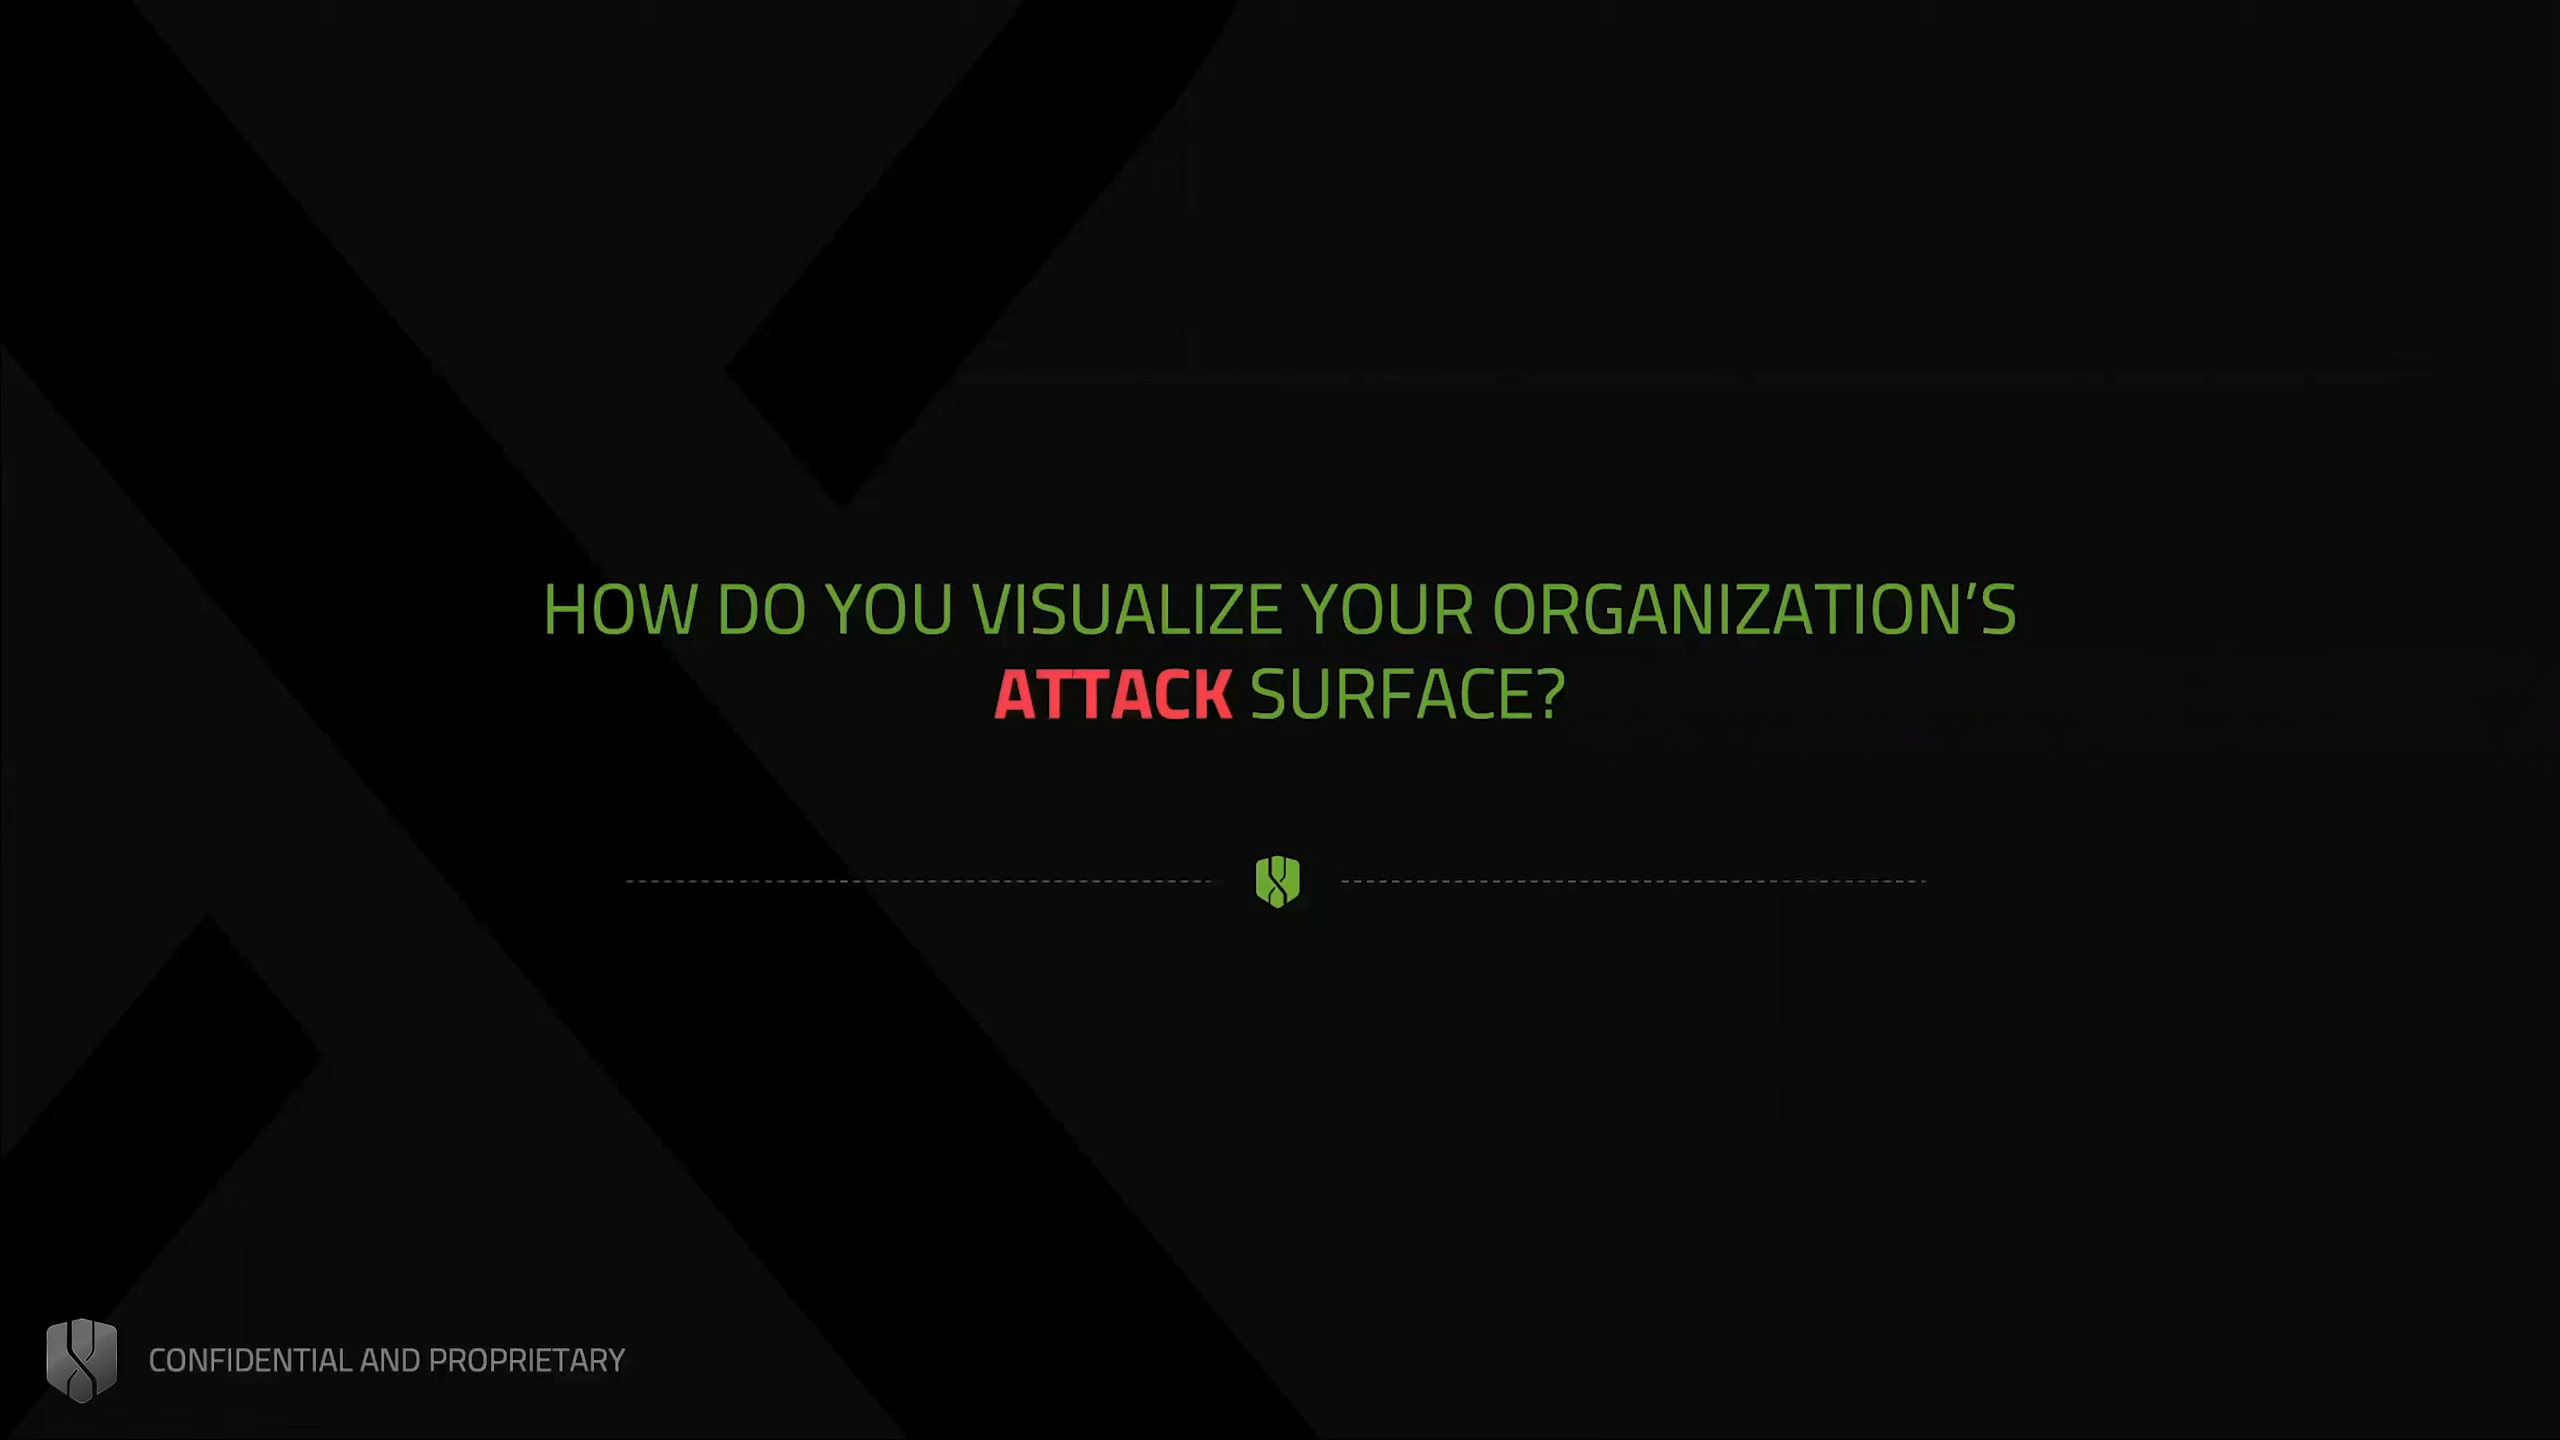 HOW DO YOU VISUALIZE YOUR ORGANIZATION’S
ATTACK SURFACE?
CONFIDENTIAL AND PROPRIETARY